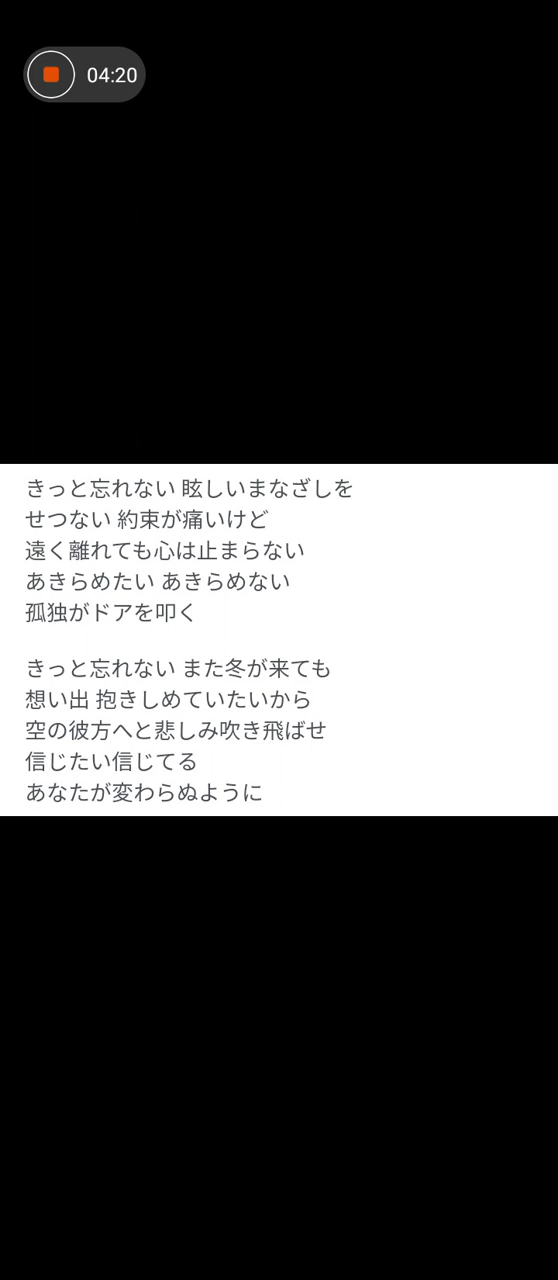 04:20
きっと忘れない 眩しいまなざしを
せつない 約束が痛いけど
遠く離れても心は止まらない
あきらめたい あきらめない
孤独がドアを叩く
きっと忘れない また冬が来ても
想い出 抱きしめていたいから
空の彼方へと悲しみ吹き飛ばせ
信じたい信じてる
あなたが変わらぬように